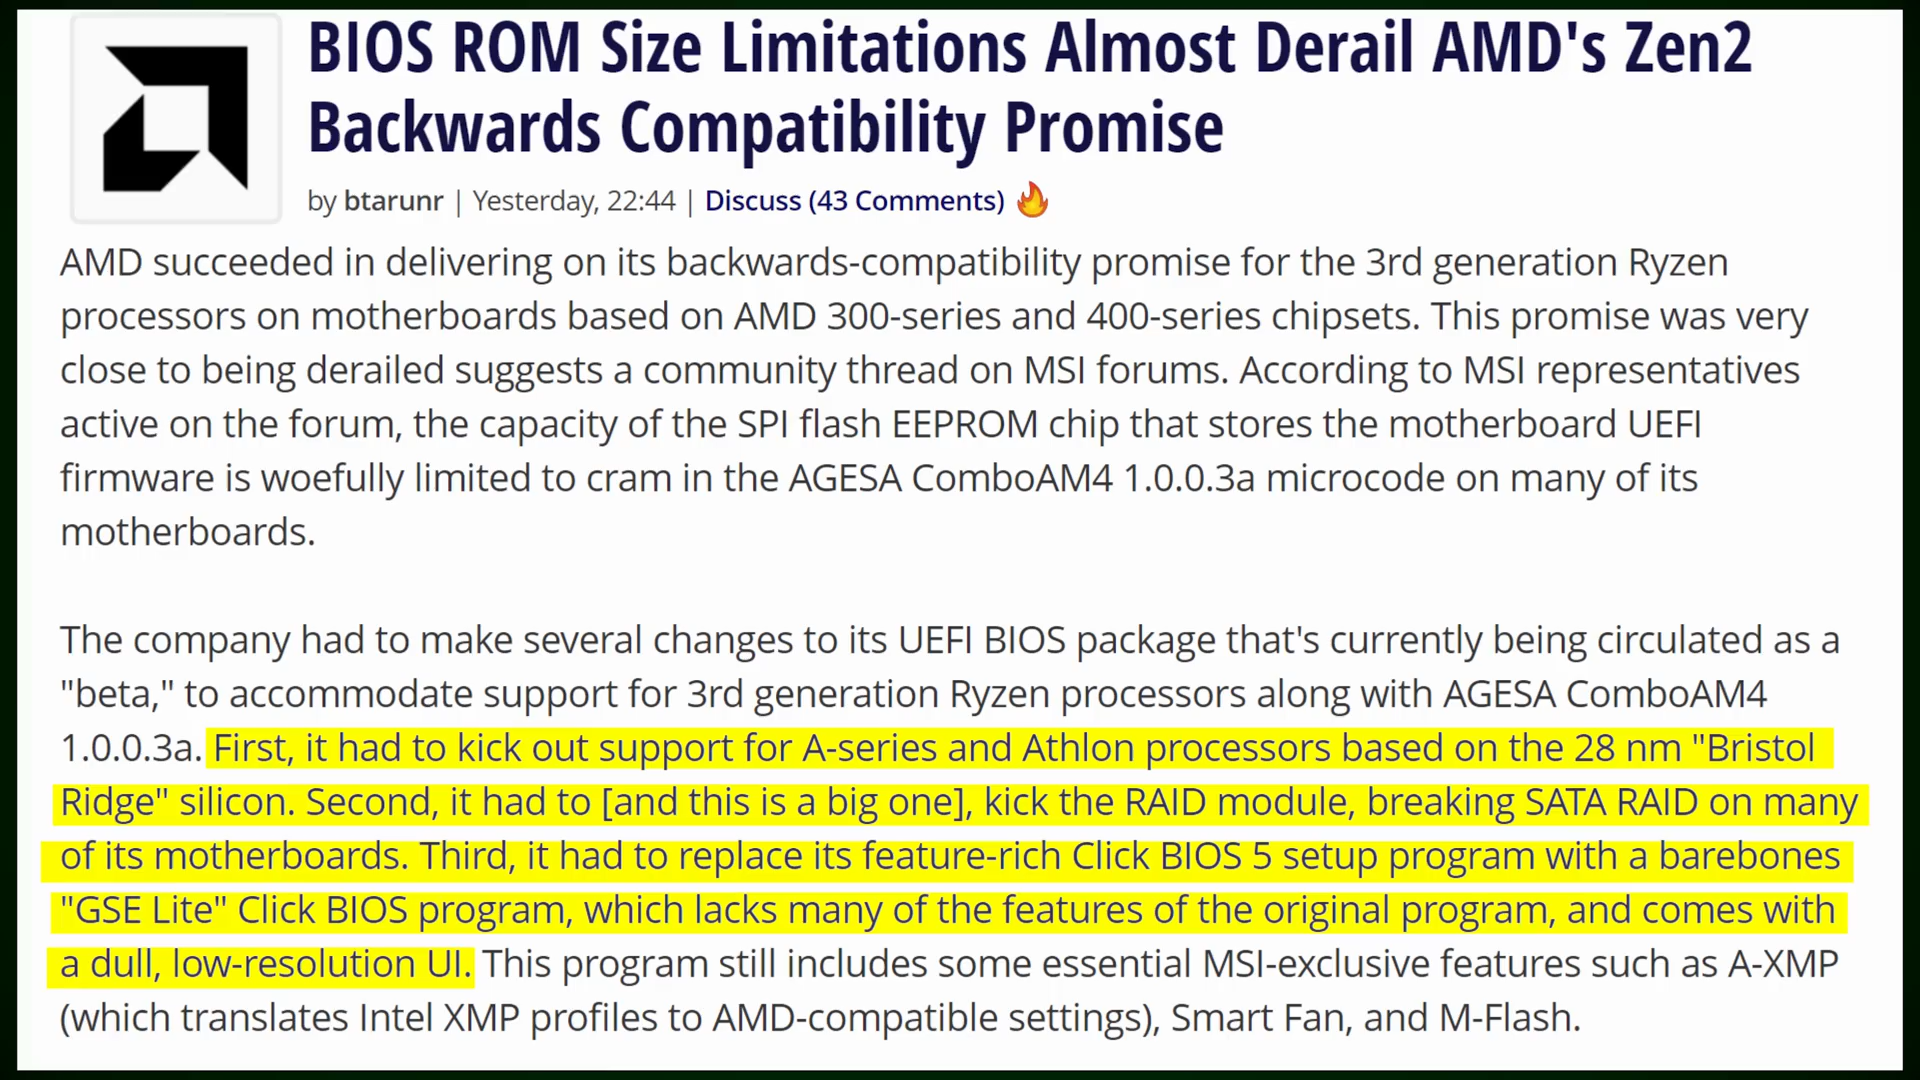 BIOS ROM Size Limitations Almost Derail AMD's Zen2
Backwards Compatibility Promise
by btarunr | Yesterday, 22:44 | Discuss (43 Comments)
AMD succeeded in delivering on its backwards-compatibility promise for the 3rd generation Ryzen
processors on motherboards based on AMD 300-series and 400-series chipsets. This promise was very
close to being derailed suggests a community thread on MSI forums. According to MSI representatives
active on the forum, the capacity of the SPI flash EEPROM chip that stores the motherboard UEFI
firmware is woefully limited to cram in the AGESA ComboAM4 1.0.0.3a microcode on many of its
motherboards.
The company had to make several changes to its UEFI BIOS package that's currently being circulated as a
"beta," to accommodate support for 3rd generation Ryzen processors along with AGESA ComboAM4
1.0.0.3a. First, it had to kick out support for A-series and Athlon processors based on the 28 nm "Bristol
Ridge" silicon. Second, it had to [and this is a big one], kick the RAID module, breaking SATA RAID on many
of its motherboards. Third, it had to replace its feature-rich Click BIOS 5 setup program with a barebones
"GSE Lite" Click BIOS program, which lacks many of the features of the original program, and comes with
a dull, low-resolution UI. This program still includes some essential MSI-exclusive features such as A-XMP
(which translates Intel XMP profiles to AMD-compatible settings), Smart Fan, and M-Flash.